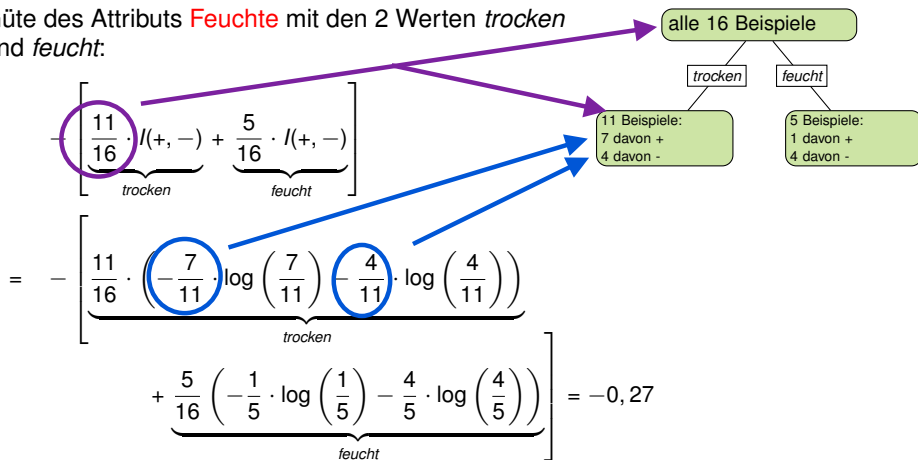 üte des Attributs Feuchte mit den 2 Werten trocken
nd feucht:
alle 16 Beispiele
trocken feucht
11 Beispiele:
7 davon +
4 davon -
5 Beispiele:
1 davon +
4 davon -
− [ 11/16 · I(+, −) + 5/16 · I(+, −) ]
trocken feucht
= − [ 11/16 · ( − 7/11 · log ( 7/11 ) − 4/11 · log ( 4/11 ) )
trocken
+ 5/16 ( − 1/5 · log ( 1/5 ) − 4/5 · log ( 4/5 ) ) ] = −0, 27
feucht